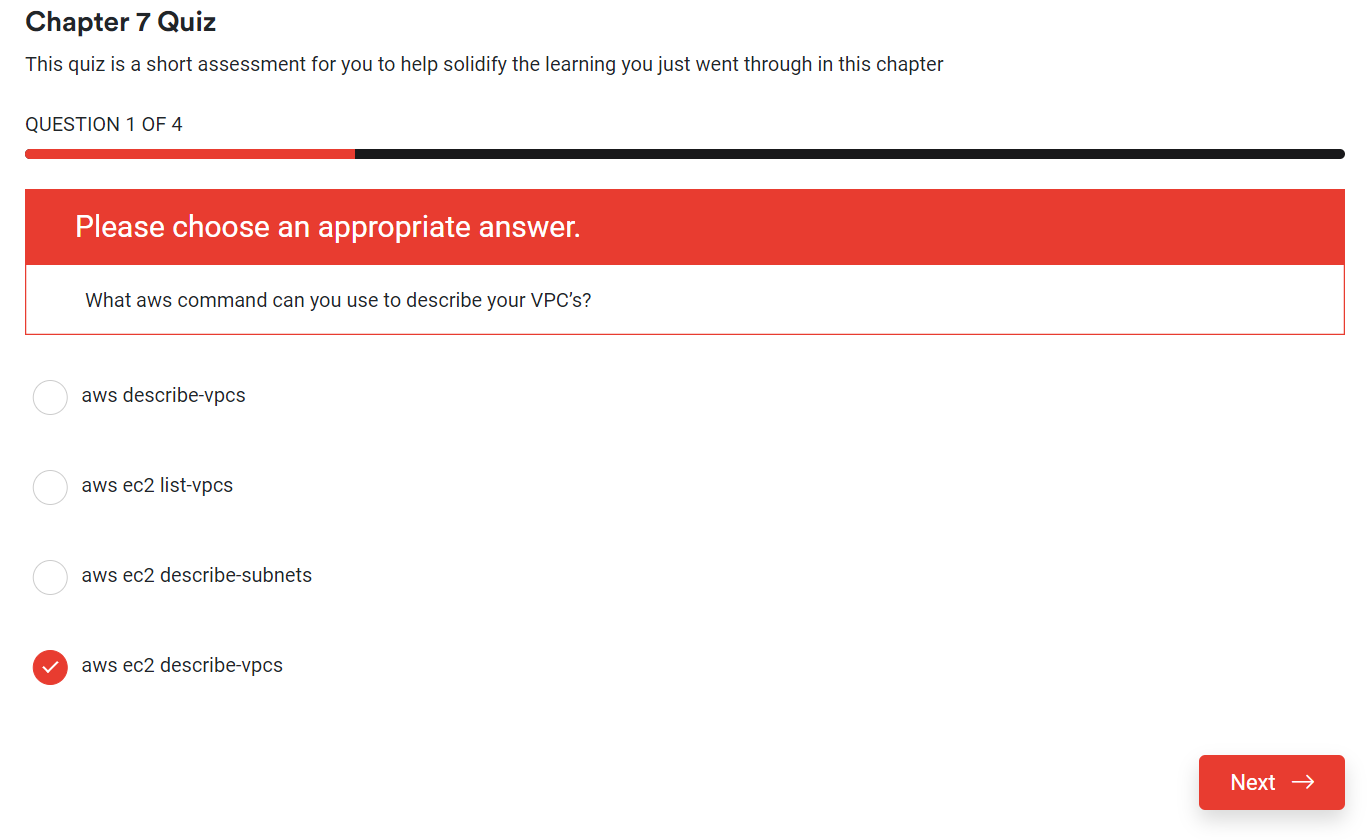 Chapter 7 Quiz
This quiz is a short assessment for you to help solidify the learning you just went through in this chapter
QUESTION 1 OF 4
Please choose an appropriate answer.
What aws command can you use to describe your VPC’s?
aws describe-vpcs
aws ec2 list-vpcs
aws ec2 describe-subnets
aws ec2 describe-vpcs
Next